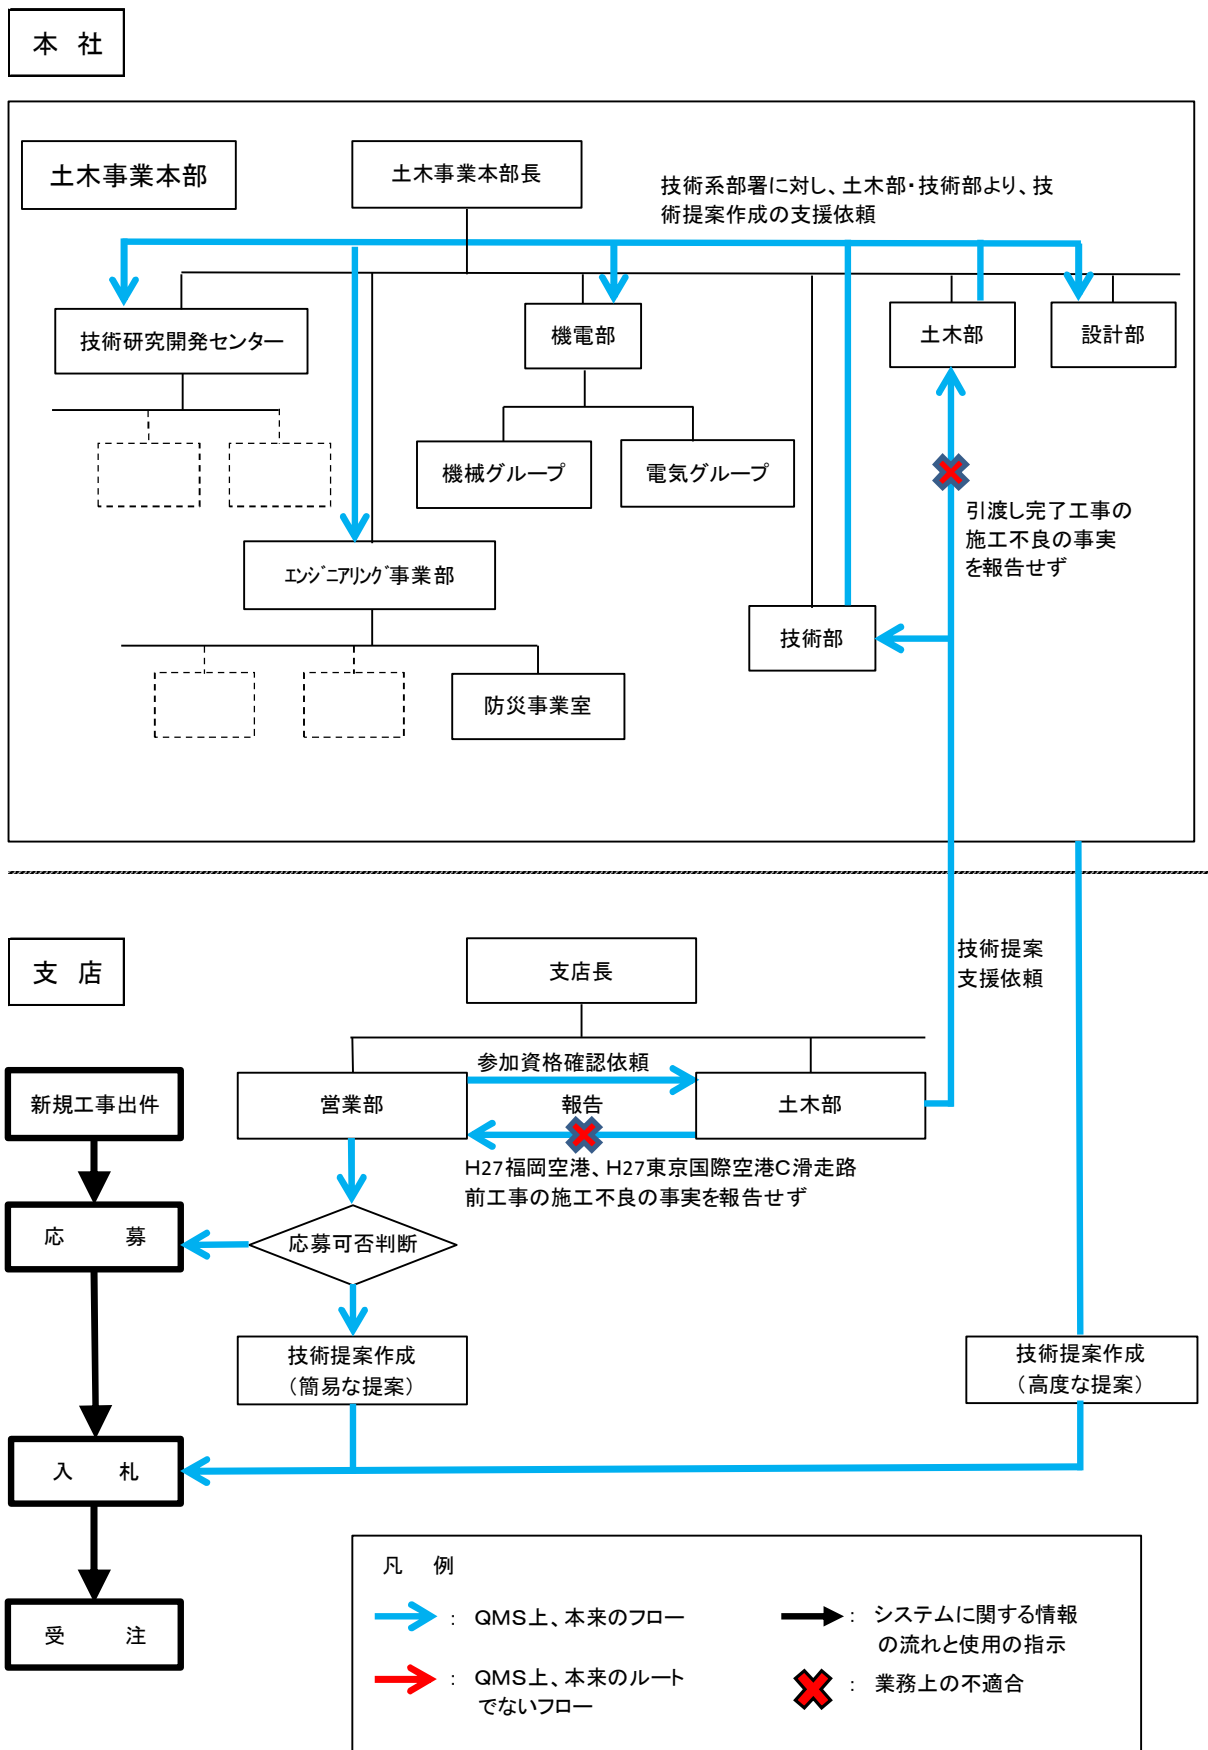 本 社
土木事業本部
土木事業本部長
技術系部署に対し、土木部・技術部より、技
術提案作成の支援依頼
技術研究開発センター
機電部
土木部
設計部
機械グループ
電気グループ
引渡し完了工事の
施工不良の事実
を報告せず
ｴﾝｼﾞﾆｱﾘﾝｸﾞ事業部
技術部
防災事業室
支 店
支店長
技術提案
支援依頼
参加資格確認依頼
新規工事出件
営業部
報告
土木部
H27福岡空港、H27東京国際空港C滑走路
前工事の施工不良の事実を報告せず
応 募
応募可否判断
技術提案作成
（簡易な提案）
技術提案作成
（高度な提案）
入 札
受 注
凡 例
： QMS上、本来のフロー
： システムに関する情報
の流れと使用の指示
： QMS上、本来のルート
でないフロー
： 業務上の不適合